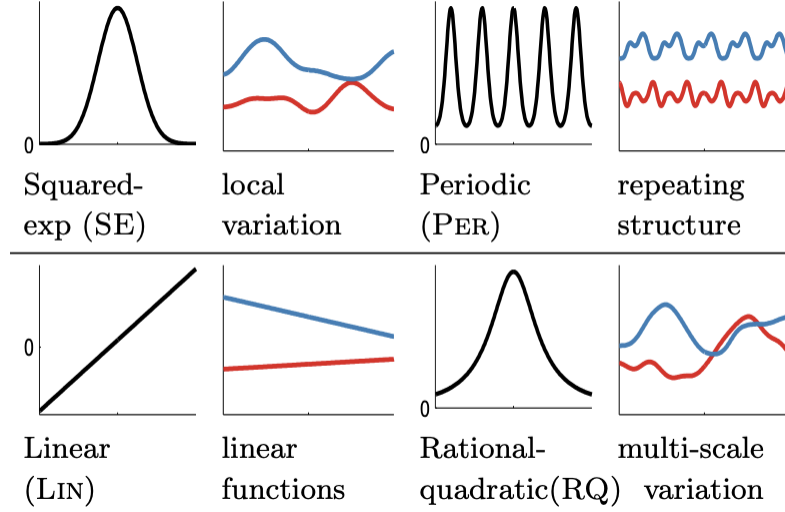 0
0
Squared-
exp (SE)
local
variation
Periodic
(PER)
repeating
structure
0
0
Linear
(LIN)
linear
functions
Rational-
quadratic(RQ)
multi-scale
variation